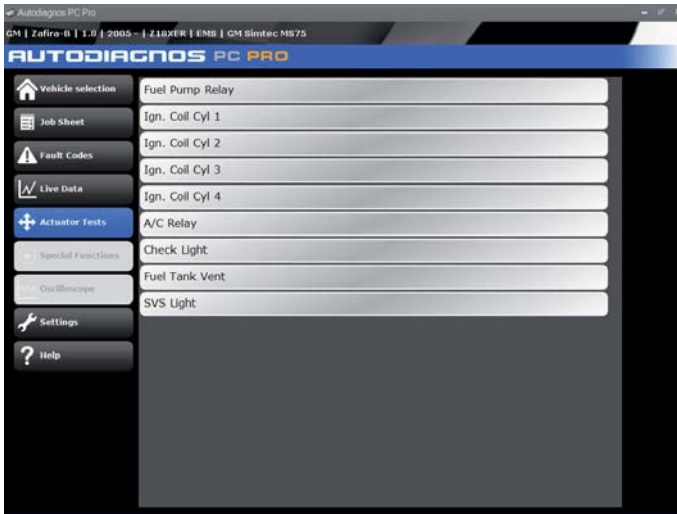 Autodiagnos PC Pro
GM | Zafira-B | 1.8 | 2005 - | Z18XER | EMS | GM Simtec MS75
AUTODIAGNOS PC PRO
Vehicle selection
Job Sheet
Fault Codes
Live Data
Actuator Tests
Special Functions
Oscilloscope
Settings
? Help
Fuel Pump Relay
Ign. Coil Cyl 1
Ign. Coil Cyl 2
Ign. Coil Cyl 3
Ign. Coil Cyl 4
A/C Relay
Check Light
Fuel Tank Vent
SVS Light